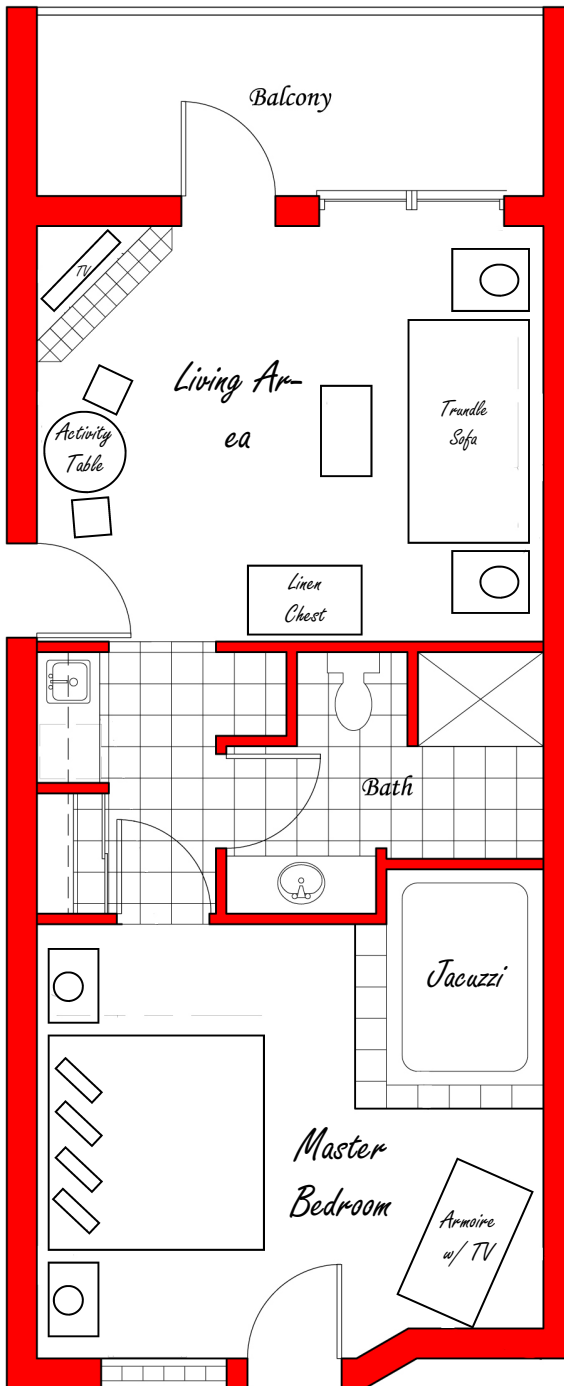 Balcony
TV
Living Ar-
ea
Trundle
Sofa
Activity
Table
Linen
Chest
Bath
Jacuzzi
Master
Bedroom
Armoire
w/ TV